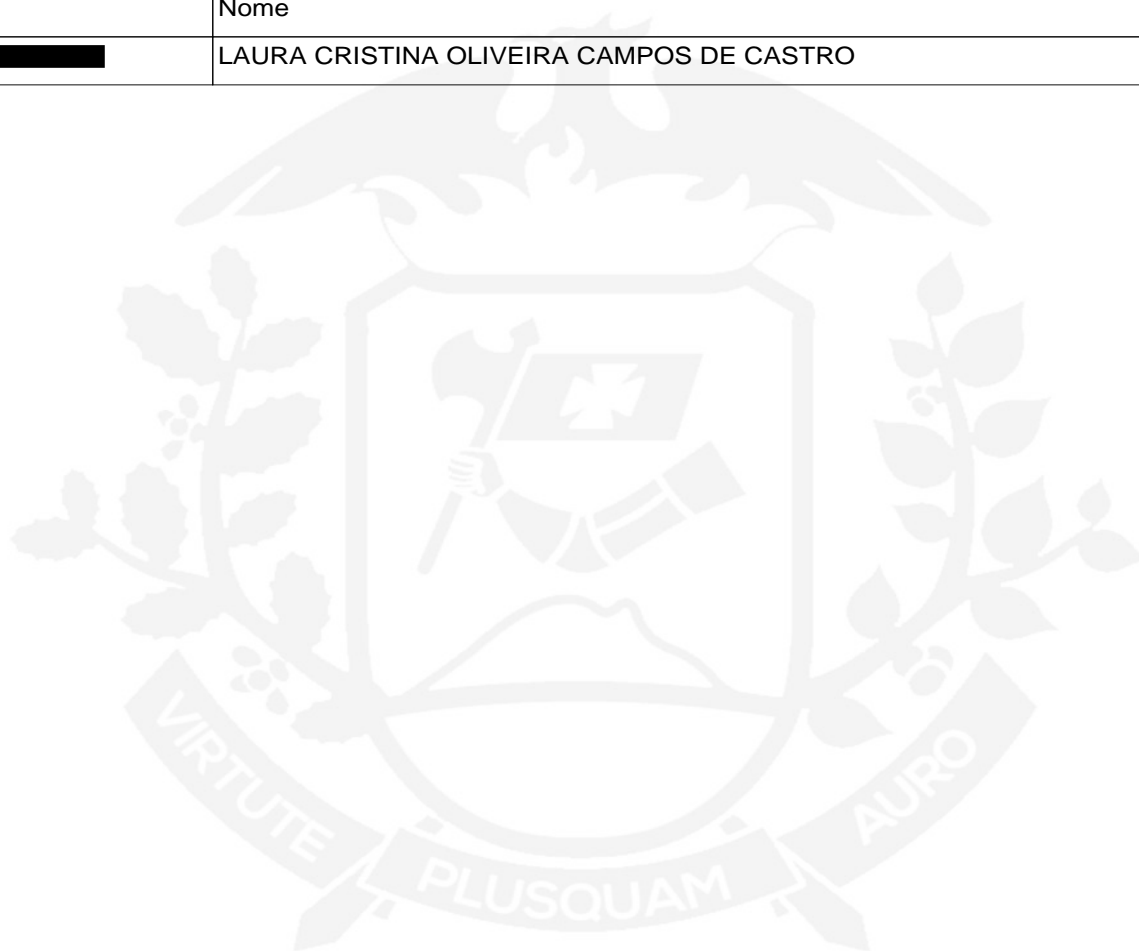 Nome
LAURA CRISTINA OLIVEIRA CAMPOS DE CASTRO
VIRTUTE
PLUSQUAM
AURO